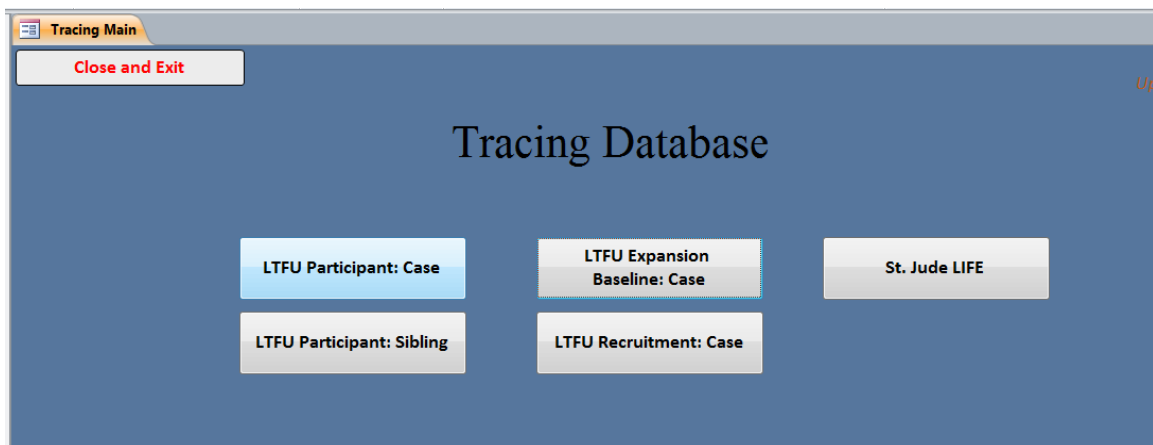 Tracing Main
Close and Exit
Tracing Database
LTFU Participant: Case
LTFU Expansion
Baseline: Case
St. Jude LIFE
LTFU Participant: Sibling
LTFU Recruitment: Case